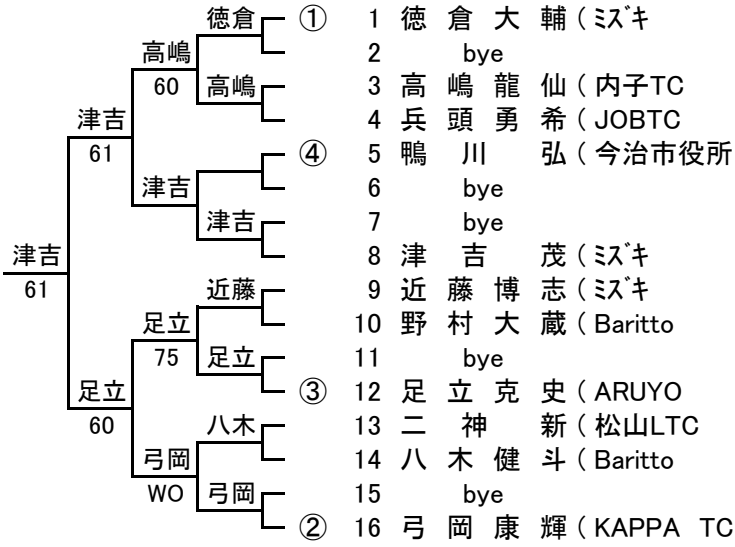 徳倉 ① 1 徳倉大輔 ( ﾐｽﾞｷ
高嶋 2 bye
60 高嶋 3 高嶋龍仙 ( 内子TC
津吉 4 兵頭勇希 ( JOBTC
61 ④ 5 鴨川弘 ( 今治市役所
津吉 6 bye
津吉 7 bye
津吉 8 津吉茂 ( ﾐｽﾞｷ
61 近藤 9 近藤博志 ( ﾐｽﾞｷ
足立 10 野村大蔵 ( Baritto
75 足立 11 bye
足立 ③ 12 足立克史 ( ARUYO
60 八木 13 二神新 ( 松山LTC
弓岡 14 八木健斗 ( Baritto
WO 弓岡 15 bye
② 16 弓岡康輝 ( KAPPA TC